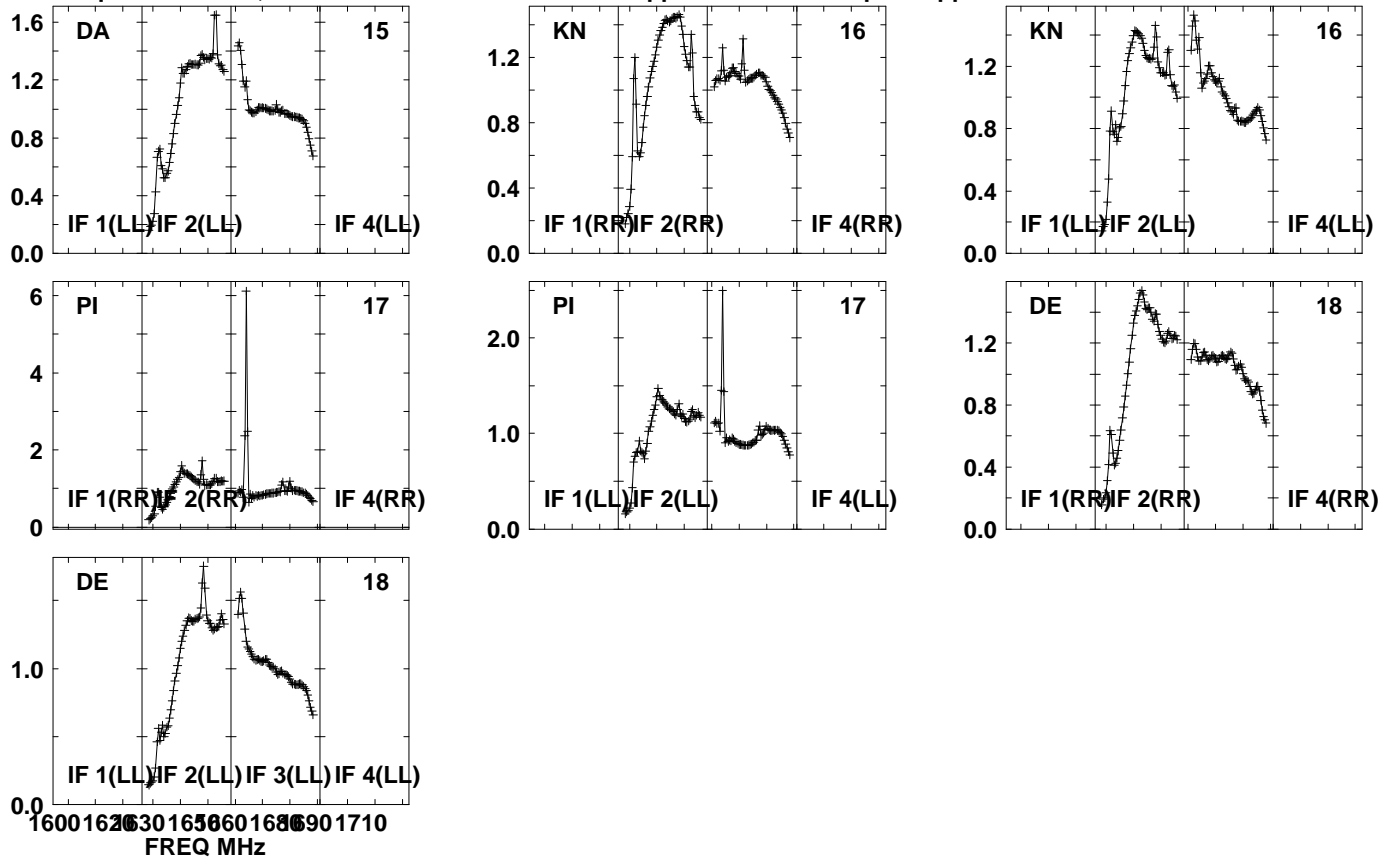 1.6 DA 15
1.2
0.8
0.4
0.0
IF 1(LL) IF 2(LL) IF 4(LL)
KN 16
1.2
0.8
0.4
0.0
IF 1(RR) IF 2(RR) IF 4(RR)
KN 16
1.2
0.8
0.4
0.0
IF 1(LL) IF 2(LL) IF 4(LL)
6 PI 17
4
2
0
IF 1(RR) IF 2(RR) IF 4(RR)
PI 17
2.0
1.0
0.0
IF 1(LL) IF 2(LL) IF 4(LL)
DE 18
1.2
0.8
0.4
0.0
IF 1(RR) IF 2(RR) IF 4(RR)
DE 18
1.0
0.0
IF 1(LL) IF 2(LL) IF 3(LL) IF 4(LL)
1600 1630 1690 1710
FREQ MHz